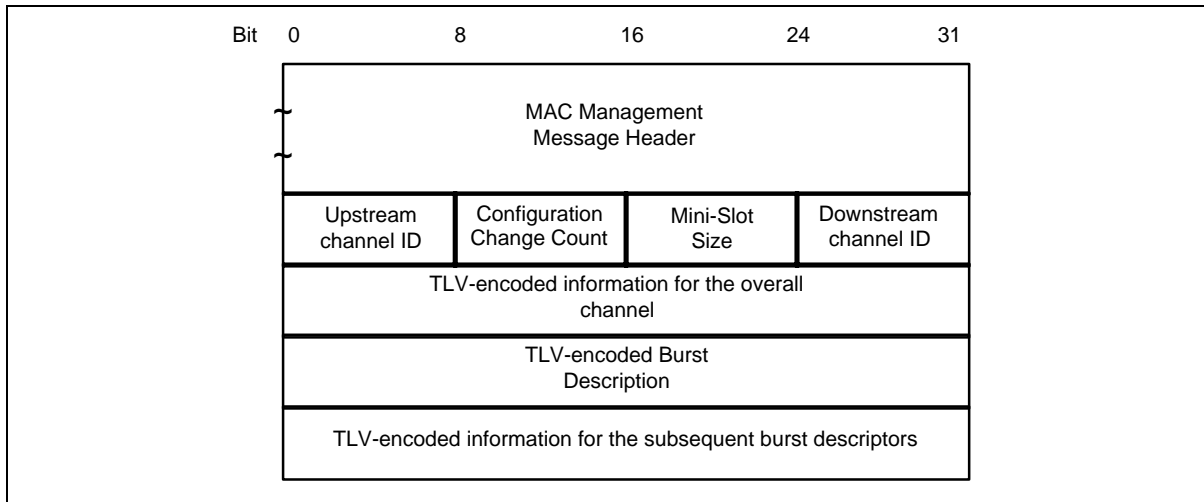 Bit 0 8 16 24 31
MAC Management
Message Header
~
~
Upstream channel ID
Configuration Change Count
Mini-Slot Size
Downstream channel ID
TLV-encoded information for the overall
channel
TLV-encoded Burst
Description
TLV-encoded information for the subsequent burst descriptors